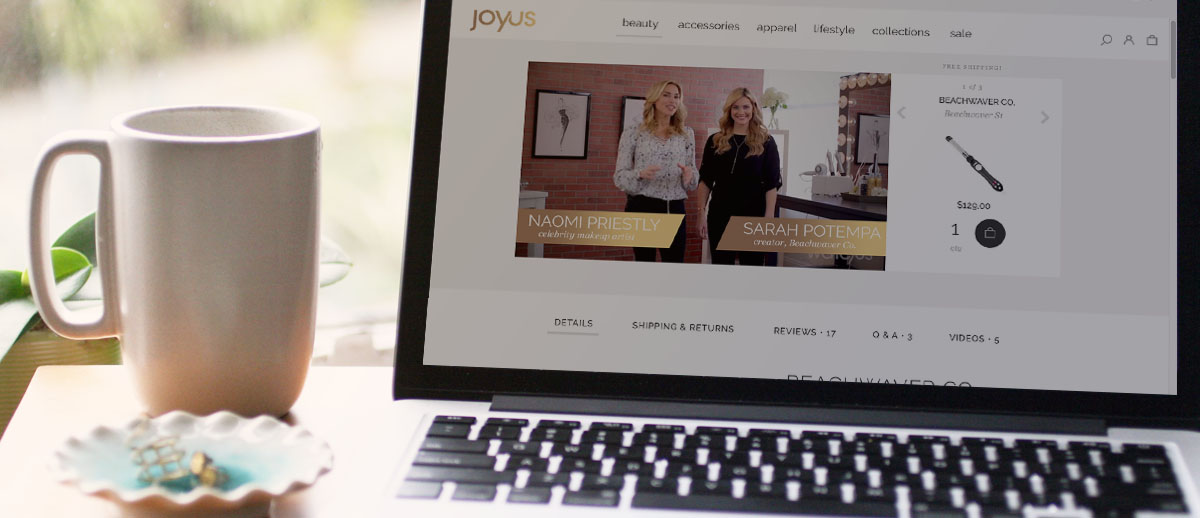 JOYUS
beauty accessories apparel lifestyle collections sale
FREE SHIPPING!
1 of 3
BEACHWAVER CO.
Beachwaver S1
$129.00
1
qty
NAOMI PRIESTLY
celebrity makeup artist
SARAH POTEMPA
creator, Beachwaver Co.
DETAILS SHIPPING & RETURNS REVIEWS · 17 Q & A · 3 VIDEOS · 5
BEACHWAVER CO.